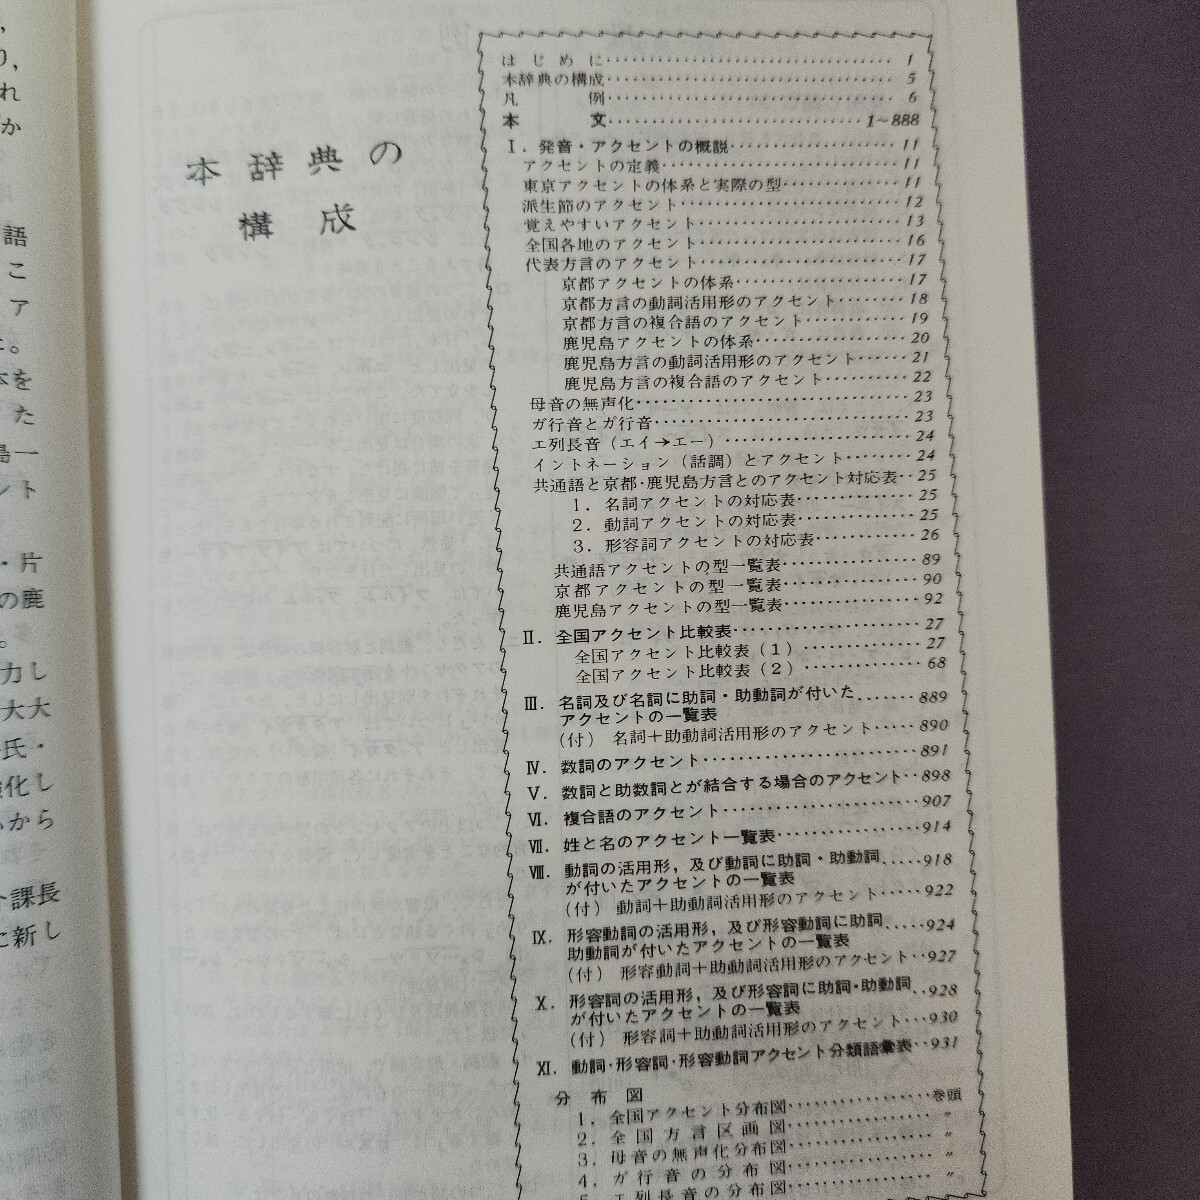 本辞典の
構成
はじめに 1
本辞典の構成 5
凡例 6
本文 1~888
Ⅰ. 発音・アクセントの概説 11
アクセントの定義 11
東京アクセントの体系と実際の型 11
派生節のアクセント 12
覚えやすいアクセント 13
全国各地のアクセント 16
代表方言のアクセント 17
京都アクセントの体系 17
京都方言の動詞活用形のアクセント 18
京都方言の複合語のアクセント 19
鹿児島アクセントの体系 20
鹿児島方言の動詞活用形のアクセント 21
鹿児島方言の複合語のアクセント 22
母音の無声化 23
ガ行音とガ行音 23
エ列長音（エイ→エー） 24
イントネーション（話調）とアクセント 24
共通語と京都・鹿児島方言とのアクセント対応表 25
1. 名詞アクセントの対応表 25
2. 動詞アクセントの対応表 25
3. 形容詞アクセントの対応表 26
共通語アクセントの型一覧表 89
京都アクセントの型一覧表 90
鹿児島アクセントの型一覧表 92
Ⅱ. 全国アクセント比較表 27
全国アクセント比較表（1） 27
全国アクセント比較表（2） 68
Ⅲ. 名詞及び名詞に助詞・助動詞が付いた
アクセントの一覧表 889
（付） 名詞＋助動詞活用形のアクセント 890
Ⅳ. 数詞のアクセント 891
Ⅴ. 数詞と助数詞とが結合する場合のアクセント 898
Ⅵ. 複合語のアクセント 907
Ⅶ. 姓と名のアクセント一覧表 914
Ⅷ. 動詞の活用形，及び動詞に助詞・助動詞
が付いたアクセントの一覧表 918
（付） 動詞＋助動詞活用形のアクセント 922
Ⅸ. 形容動詞の活用形，及び形容動詞に助詞
助動詞が付いたアクセントの一覧表 924
（付） 形容動詞＋助動詞活用形のアクセント 927
Ⅹ. 形容詞の活用形，及び形容詞に助詞・助動詞
が付いたアクセントの一覧表 928
（付） 形容詞＋助動詞活用形のアクセント 930
Ⅺ. 動詞・形容詞・形容動詞アクセント分類語彙表 931
分布図
1. 全国アクセント分布図 巻頭
2. 全国方言区画図 〃
3. 母音の無声化分布図 〃
4. ガ行音の分布図 〃
5. エ列長音の分布図 〃